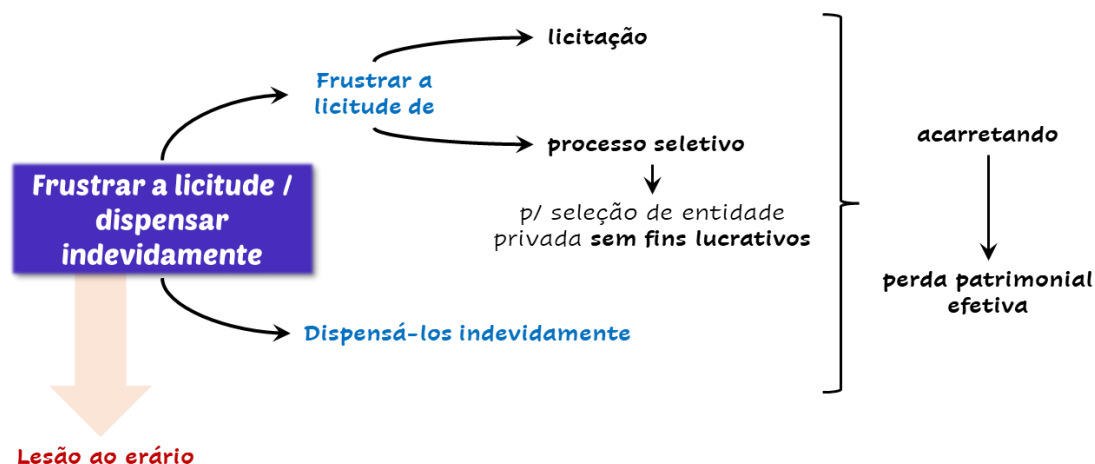 licitação
Frustrar a
licitude de
processo seletivo
p/ seleção de entidade
privada sem fins lucrativos
Frustrar a licitude /
dispensar
indevidamente
Dispensá-los indevidamente
acarretando
perda patrimonial
efetiva
Lesão ao erário